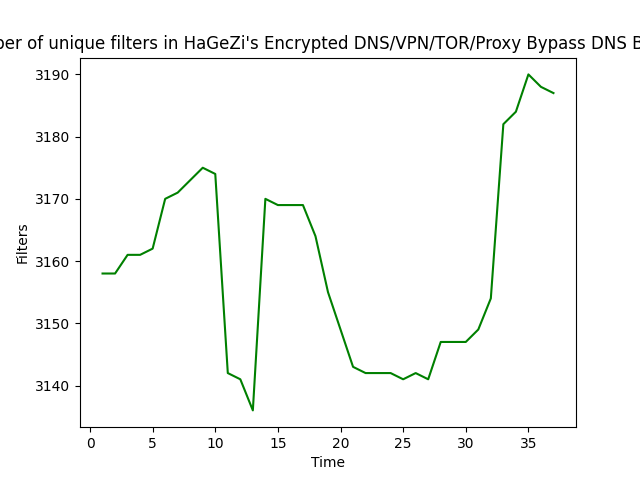 ber of unique filters in HaGeZi's Encrypted DNS/VPN/TOR/Proxy Bypass DNS B
3190
3180
3170
3160
3150
3140
Filters
0 5 10 15 20 25 30 35
Time